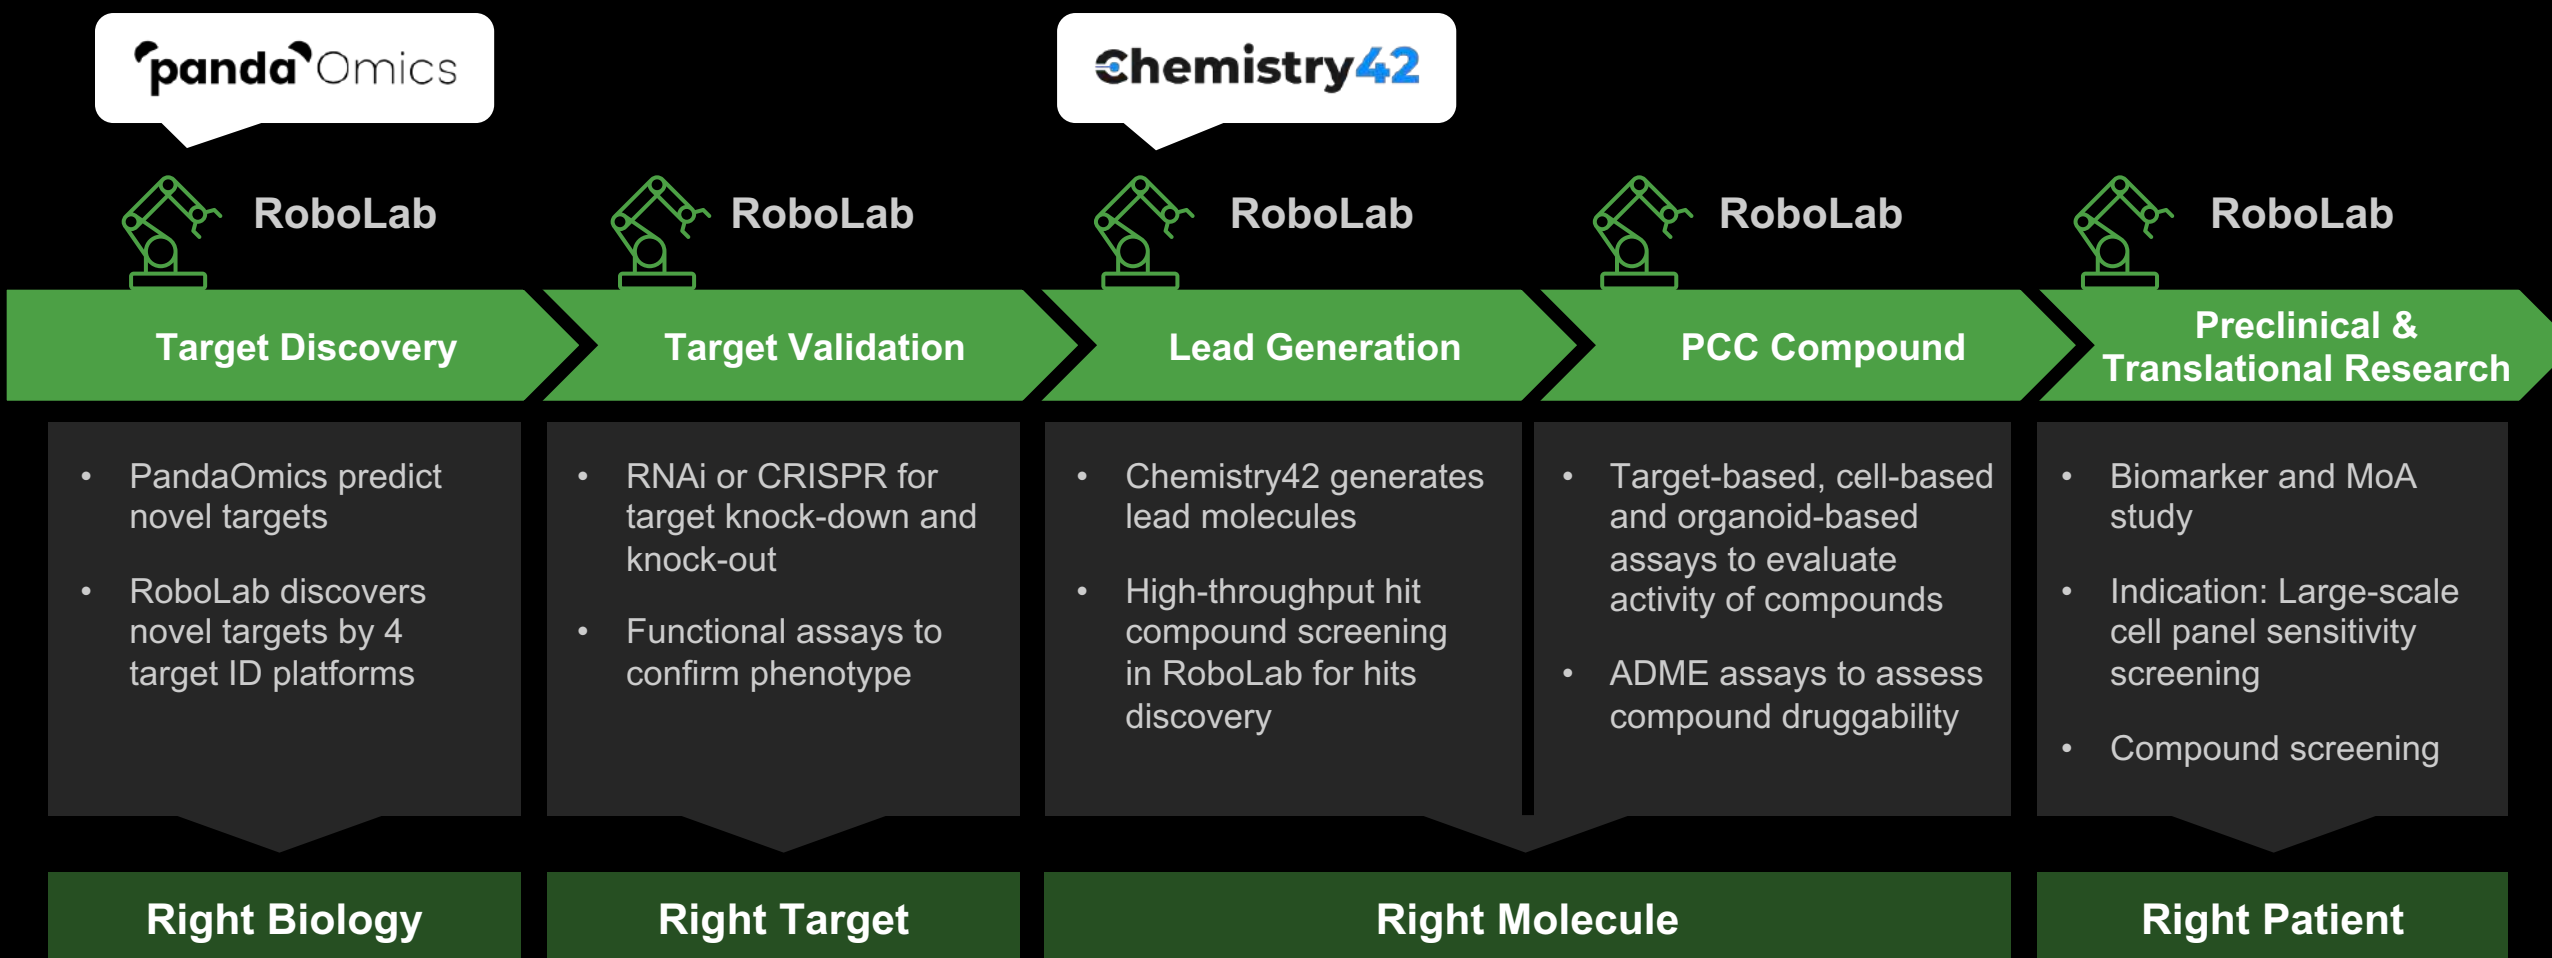 pandaOmics
Chemistry42
RoboLab
RoboLab
RoboLab
RoboLab
RoboLab
Target Discovery
Target Validation
Lead Generation
PCC Compound
Preclinical &
Translational Research
• PandaOmics predict
novel targets
• RoboLab discovers
novel targets by 4
target ID platforms
• RNAi or CRISPR for
target knock-down and
knock-out
• Functional assays to
confirm phenotype
• Chemistry42 generates
lead molecules
• High-throughput hit
compound screening
in RoboLab for hits
discovery
• Target-based, cell-based
and organoid-based
assays to evaluate
activity of compounds
• ADME assays to assess
compound druggability
• Biomarker and MoA
study
• Indication: Large-scale
cell panel sensitivity
screening
• Compound screening
Right Biology
Right Target
Right Molecule
Right Patient